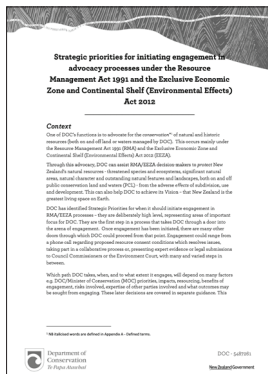 Strategic priorities for initiating engagement in
advocacy processes under the Resource
Management Act 1991 and the Exclusive Economic
Zone and Continental Shelf (Environmental Effects)
Act 2012
Context
One of DOC's functions is to advocate for the conservation¹ of natural and historic
resources (both on and off land or waters managed by DOC). This occurs mainly under
the Resource Management Act 1991 (RMA) and the Exclusive Economic Zone and
Continental Shelf (Environmental Effects) Act 2012 (EEZA).
Through this advocacy, DOC can assist RMA/EEZA decision-makers to protect New
Zealand's natural resources - threatened species and ecosystems, significant natural
areas, natural character and outstanding natural features and landscapes, both on and off
public conservation land and waters (PCL) - from the adverse effects of subdivision, use
and development. This can also help DOC to achieve its Vision - that New Zealand is the
greatest living space on Earth.
DOC has identified Strategic Priorities for when it should initiate engagement in
RMA/EEZA processes - they are deliberately high level, representing areas of important
focus for DOC. They are the first step in a process that takes DOC through a door into
the arena of engagement. Once engagement has been initiated, there are many other
doors through which DOC could proceed from that point. Engagement could range from
a phone call regarding proposed resource consent conditions which resolves issues,
taking part in a collaborative process or, presenting expert evidence or legal submissions
to Council Commissioners or the Environment Court, with many and varied steps in
between.
Which path DOC takes, when, and to what extent it engages, will depend on many factors
e.g. DOC/Minister of Conservation (MOC) priorities, impacts, resourcing, benefits of
engagement, risks involved, expertise of other parties involved and what outcomes may
be sought from engaging. These later decisions are covered in separate guidance. This
¹ NB italicised words are defined in Appendix A - Defined terms.
Department of
Conservation
Te Papa Atawhai
DOC -
New Zealand Government